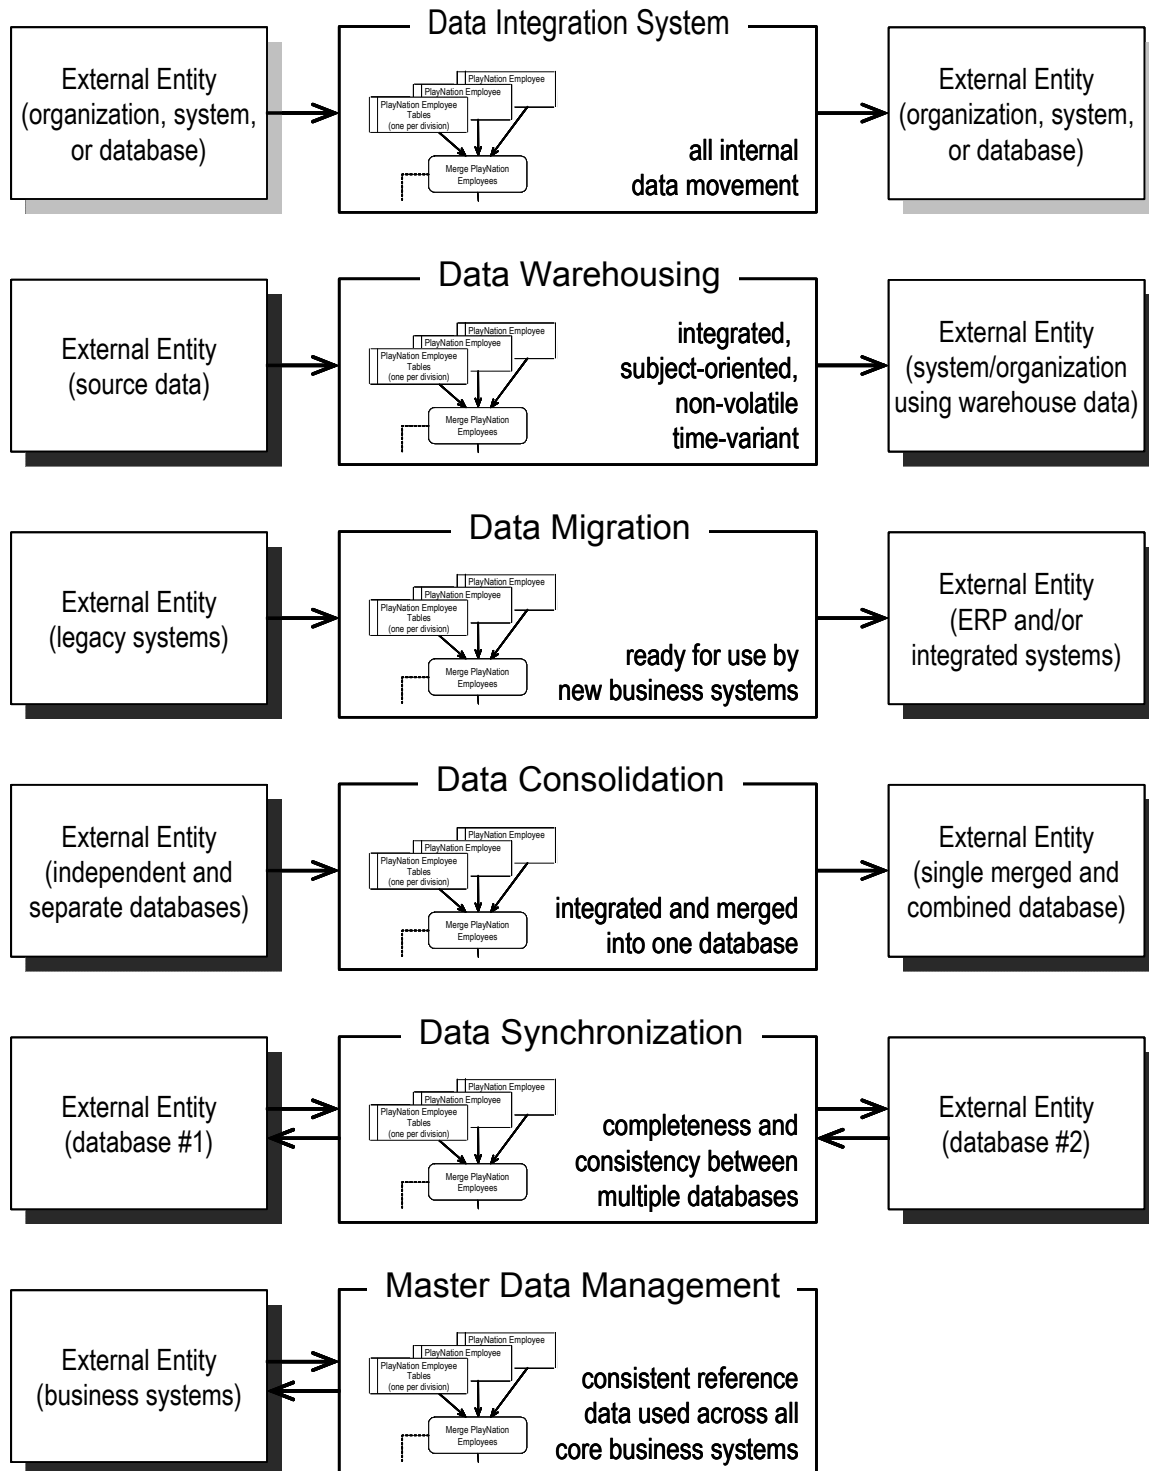 Data Integration System
External Entity
(organization, system,
or database)
PlayNation Employee
PlayNation Employee
PlayNation Employee
Tables
(one per division)
Merge PlayNation
Employees
all internal
data movement
External Entity
(organization, system,
or database)
Data Warehousing
External Entity
(source data)
PlayNation Employee
PlayNation Employee
PlayNation Employee
Tables
(one per division)
Merge PlayNation
Employees
integrated,
subject-oriented,
non-volatile
time-variant
External Entity
(system/organization
using warehouse data)
Data Migration
External Entity
(legacy systems)
PlayNation Employee
PlayNation Employee
PlayNation Employee
Tables
(one per division)
Merge PlayNation
Employees
ready for use by
new business systems
External Entity
(ERP and/or
integrated systems)
Data Consolidation
External Entity
(independent and
separate databases)
PlayNation Employee
PlayNation Employee
PlayNation Employee
Tables
(one per division)
Merge PlayNation
Employees
integrated and merged
into one database
External Entity
(single merged and
combined database)
Data Synchronization
External Entity
(database #1)
PlayNation Employee
PlayNation Employee
PlayNation Employee
Tables
(one per division)
Merge PlayNation
Employees
completeness and
consistency between
multiple databases
External Entity
(database #2)
Master Data Management
External Entity
(business systems)
PlayNation Employee
PlayNation Employee
PlayNation Employee
Tables
(one per division)
Merge PlayNation
Employees
consistent reference
data used across all
core business systems